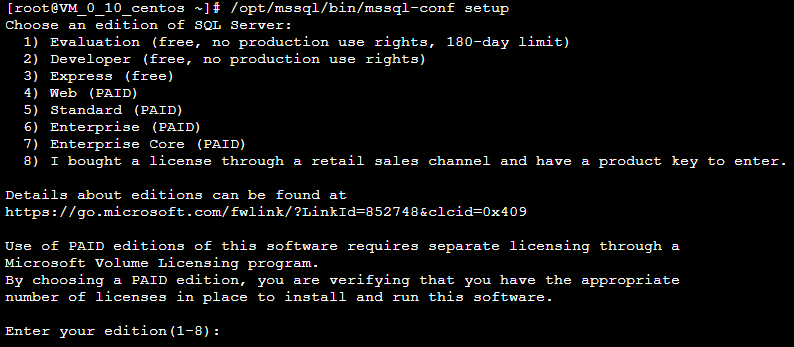 [root@VM_0_10_centos ~]# /opt/mssql/bin/mssql-conf setup
Choose an edition of SQL Server:
  1) Evaluation (free, no production use rights, 180-day limit)
  2) Developer (free, no production use rights)
  3) Express (free)
  4) Web (PAID)
  5) Standard (PAID)
  6) Enterprise (PAID)
  7) Enterprise Core (PAID)
  8) I bought a license through a retail sales channel and have a product key to enter.

Details about editions can be found at
https://go.microsoft.com/fwlink/?LinkId=852748&clcid=0x409

Use of PAID editions of this software requires separate licensing through a
Microsoft Volume Licensing program.
By choosing a PAID edition, you are verifying that you have the appropriate
number of licenses in place to install and run this software.

Enter your edition(1-8):